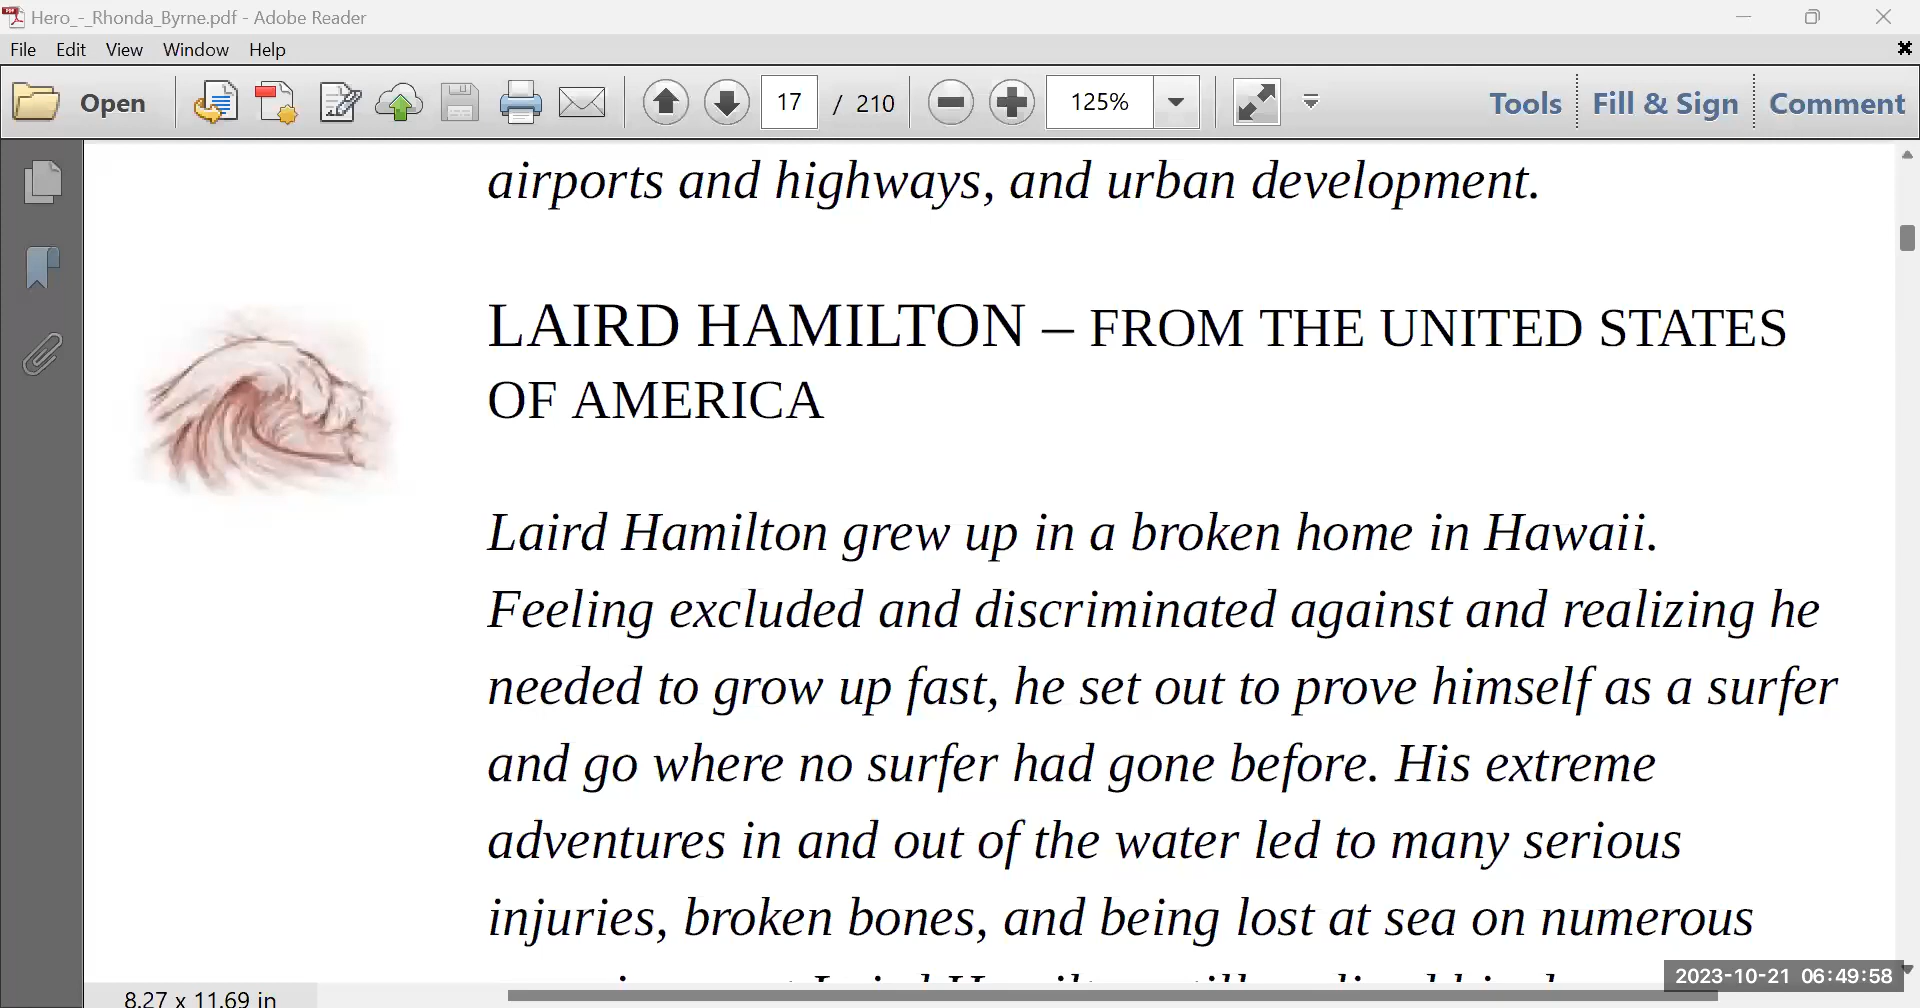 Hero_-_Rhonda_Byrne.pdf - Adobe Reader
File Edit View Window Help
Open 17 / 210 125% Tools Fill & Sign Comment
airports and highways, and urban development.
LAIRD HAMILTON – FROM THE UNITED STATES
OF AMERICA
Laird Hamilton grew up in a broken home in Hawaii.
Feeling excluded and discriminated against and realizing he
needed to grow up fast, he set out to prove himself as a surfer
and go where no surfer had gone before. His extreme
adventures in and out of the water led to many serious
injuries, broken bones, and being lost at sea on numerous
2023-10-21 06:49:58
8.27 x 11.69 in